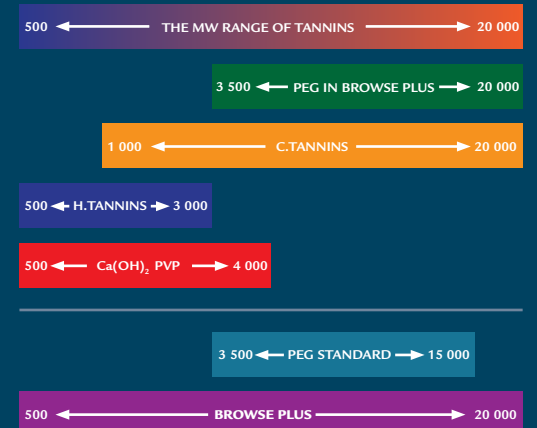 500 THE MW RANGE OF TANNINS 20 000
3 500 PEG IN BROWSE PLUS 20 000
1 000 C.TANNINS 20 000
500 H.TANNINS 3 000
500 Ca(OH)₂ PVP 4 000
3 500 PEG STANDARD 15 000
500 BROWSE PLUS 20 000